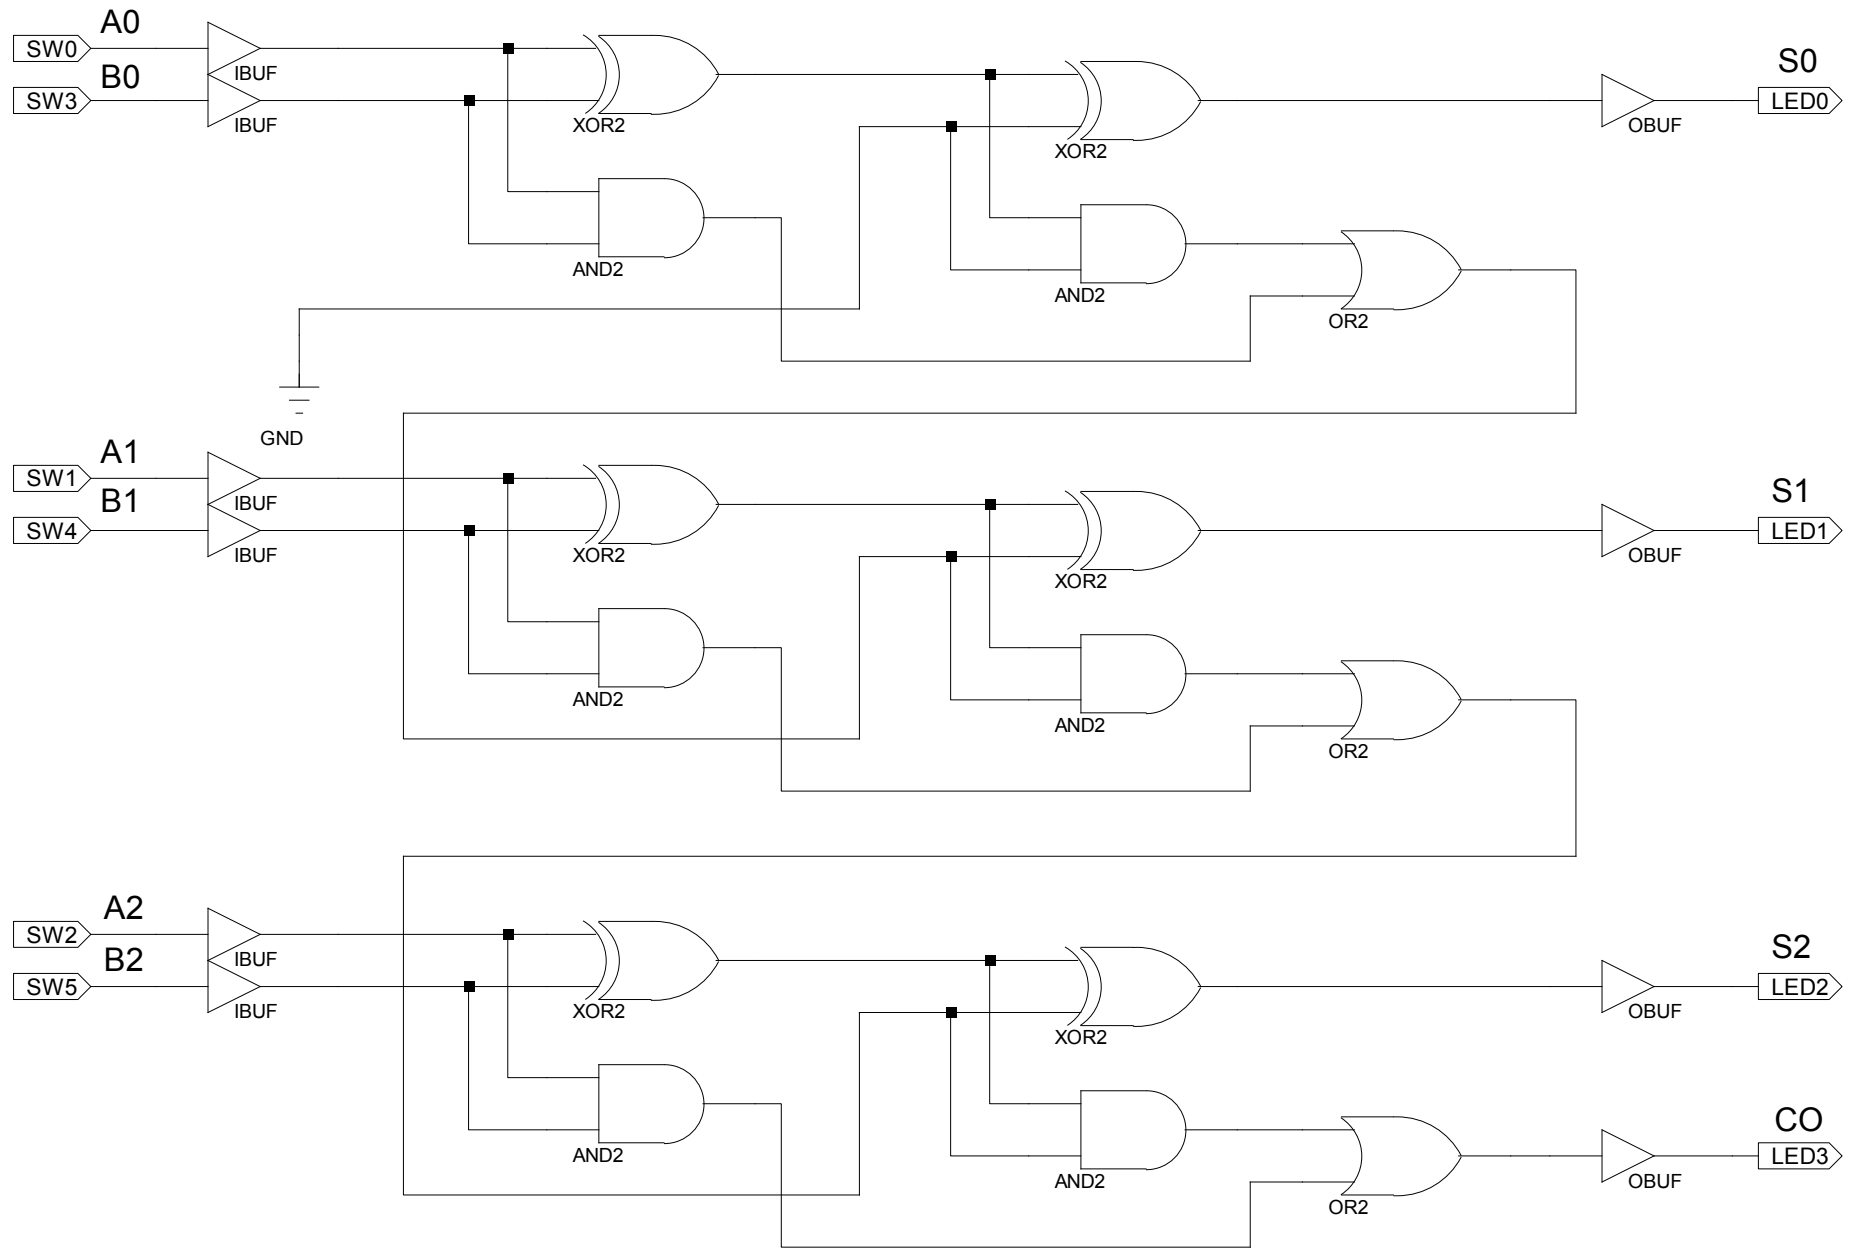 A0
SW0
IBUF
B0
SW3
IBUF
XOR2
XOR2
S0
LED0
OBUF
AND2
AND2
OR2
GND
A1
SW1
IBUF
B1
SW4
IBUF
XOR2
XOR2
S1
LED1
OBUF
AND2
AND2
OR2
A2
SW2
IBUF
B2
SW5
IBUF
XOR2
XOR2
S2
LED2
OBUF
AND2
AND2
OR2
CO
LED3
OBUF